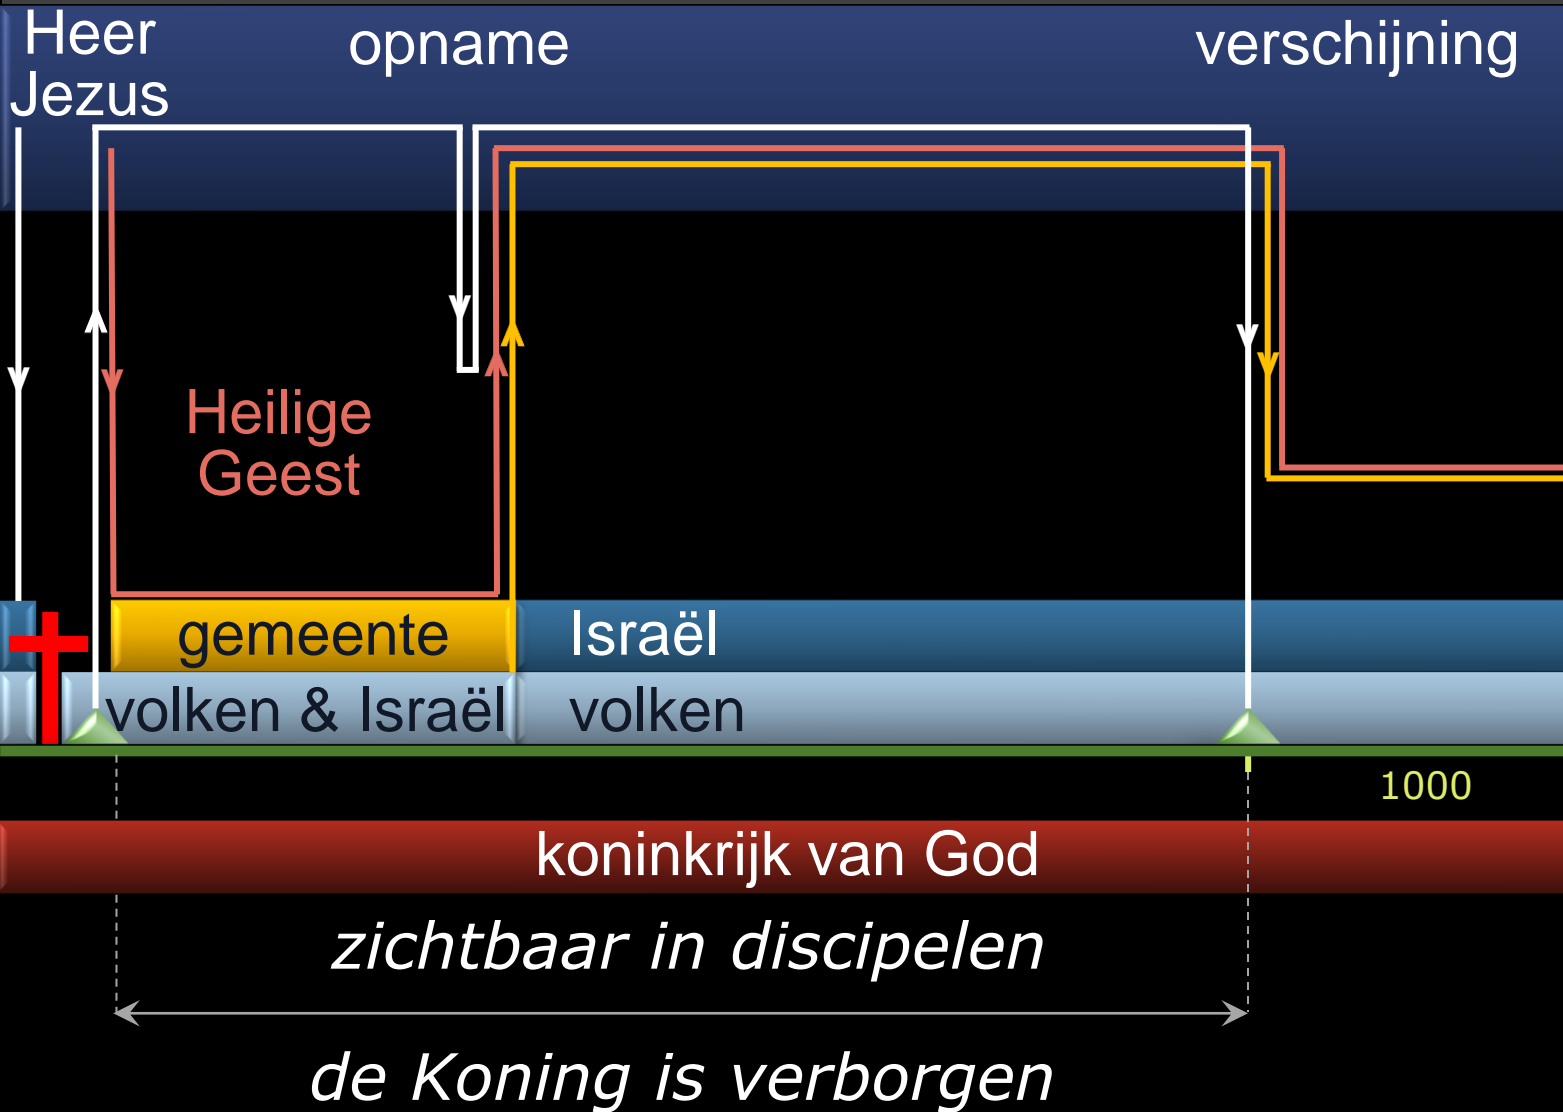 Heer
Jezus
opname
verschijning
Heilige
Geest
gemeente
Israël
volken & Israël
volken
1000
koninkrijk van God
zichtbaar in discipelen
de Koning is verborgen